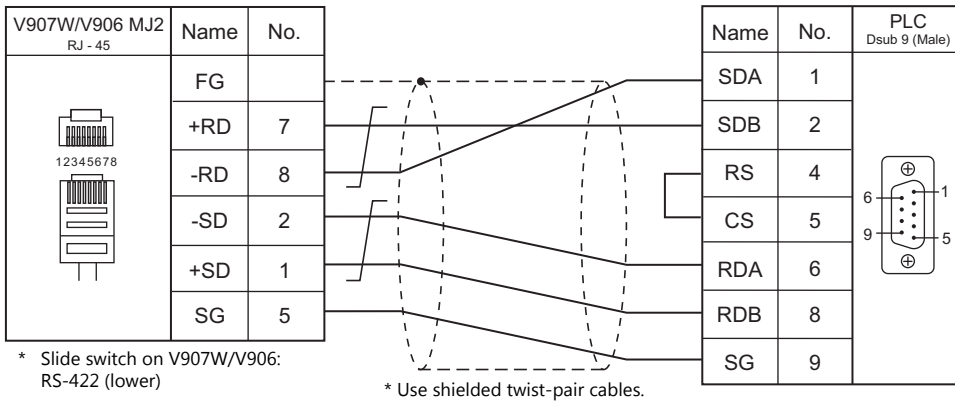 V907W/V906 MJ2
RJ - 45
Name No.
FG
+RD 7
-RD 8
-SD 2
+SD 1
SG 5
12345678
* Slide switch on V907W/V906:
RS-422 (lower)
* Use shielded twist-pair cables.
Name No.
PLC
Dsub 9 (Male)
SDA 1
SDB 2
RS 4
CS 5
RDA 6
RDB 8
SG 9
6 1
9 5